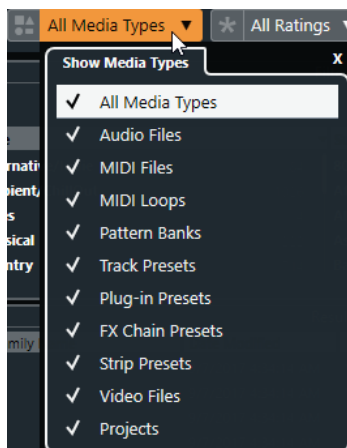 All Media Types
All Ratings
Show Media Types
X
All Media Types
Audio Files
MIDI Files
MIDI Loops
Pattern Banks
Track Presets
Plug-in Presets
FX Chain Presets
Strip Presets
Video Files
Projects